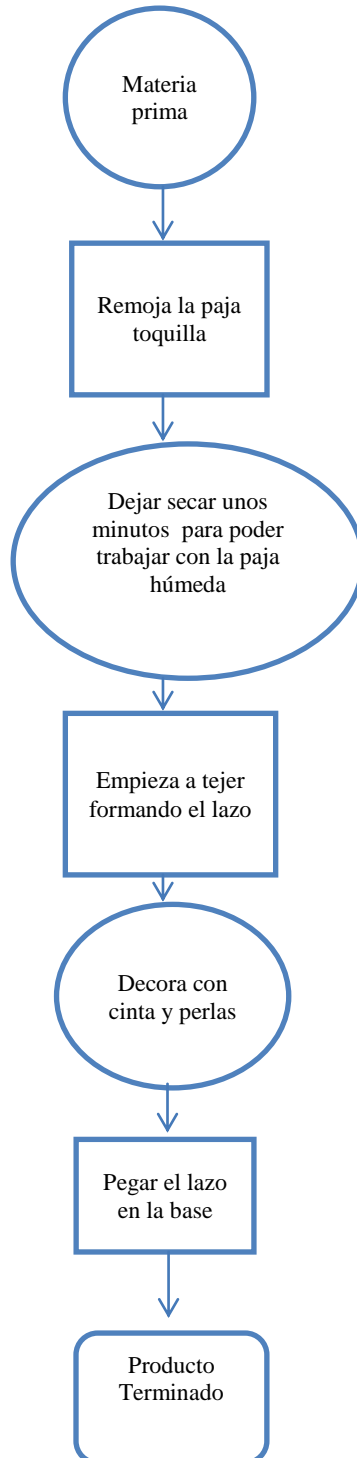 Materia
prima
Remoja la paja
toquilla
Dejar secar unos
minutos para poder
trabajar con la paja
húmeda
Empieza a tejer
formando el lazo
Decora con
cinta y perlas
Pegar el lazo
en la base
Producto
Terminado